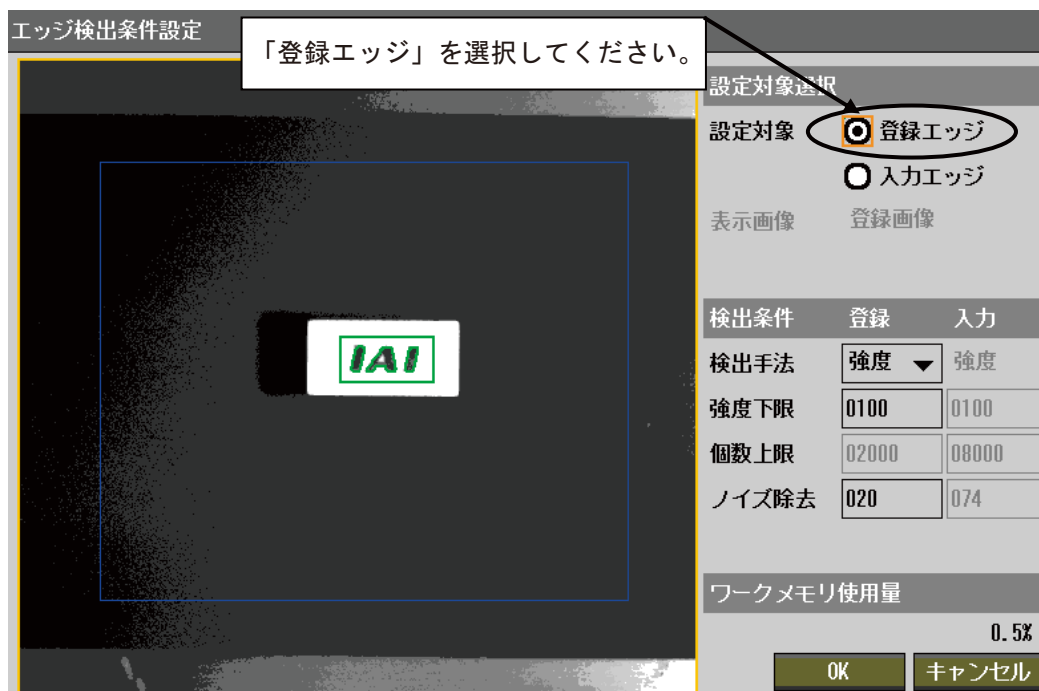 エッジ検出条件設定
「登録エッジ」を選択してください。
設定対象選択
設定対象 登録エッジ
入力エッジ
表示画像 登録画像
IAI
検出条件 登録 入力
検出手法 強度 強度
強度下限 0100 0100
個数上限 02000 08000
ノイズ除去 020 074
ワークメモリ使用量
0.5%
OK キャンセル